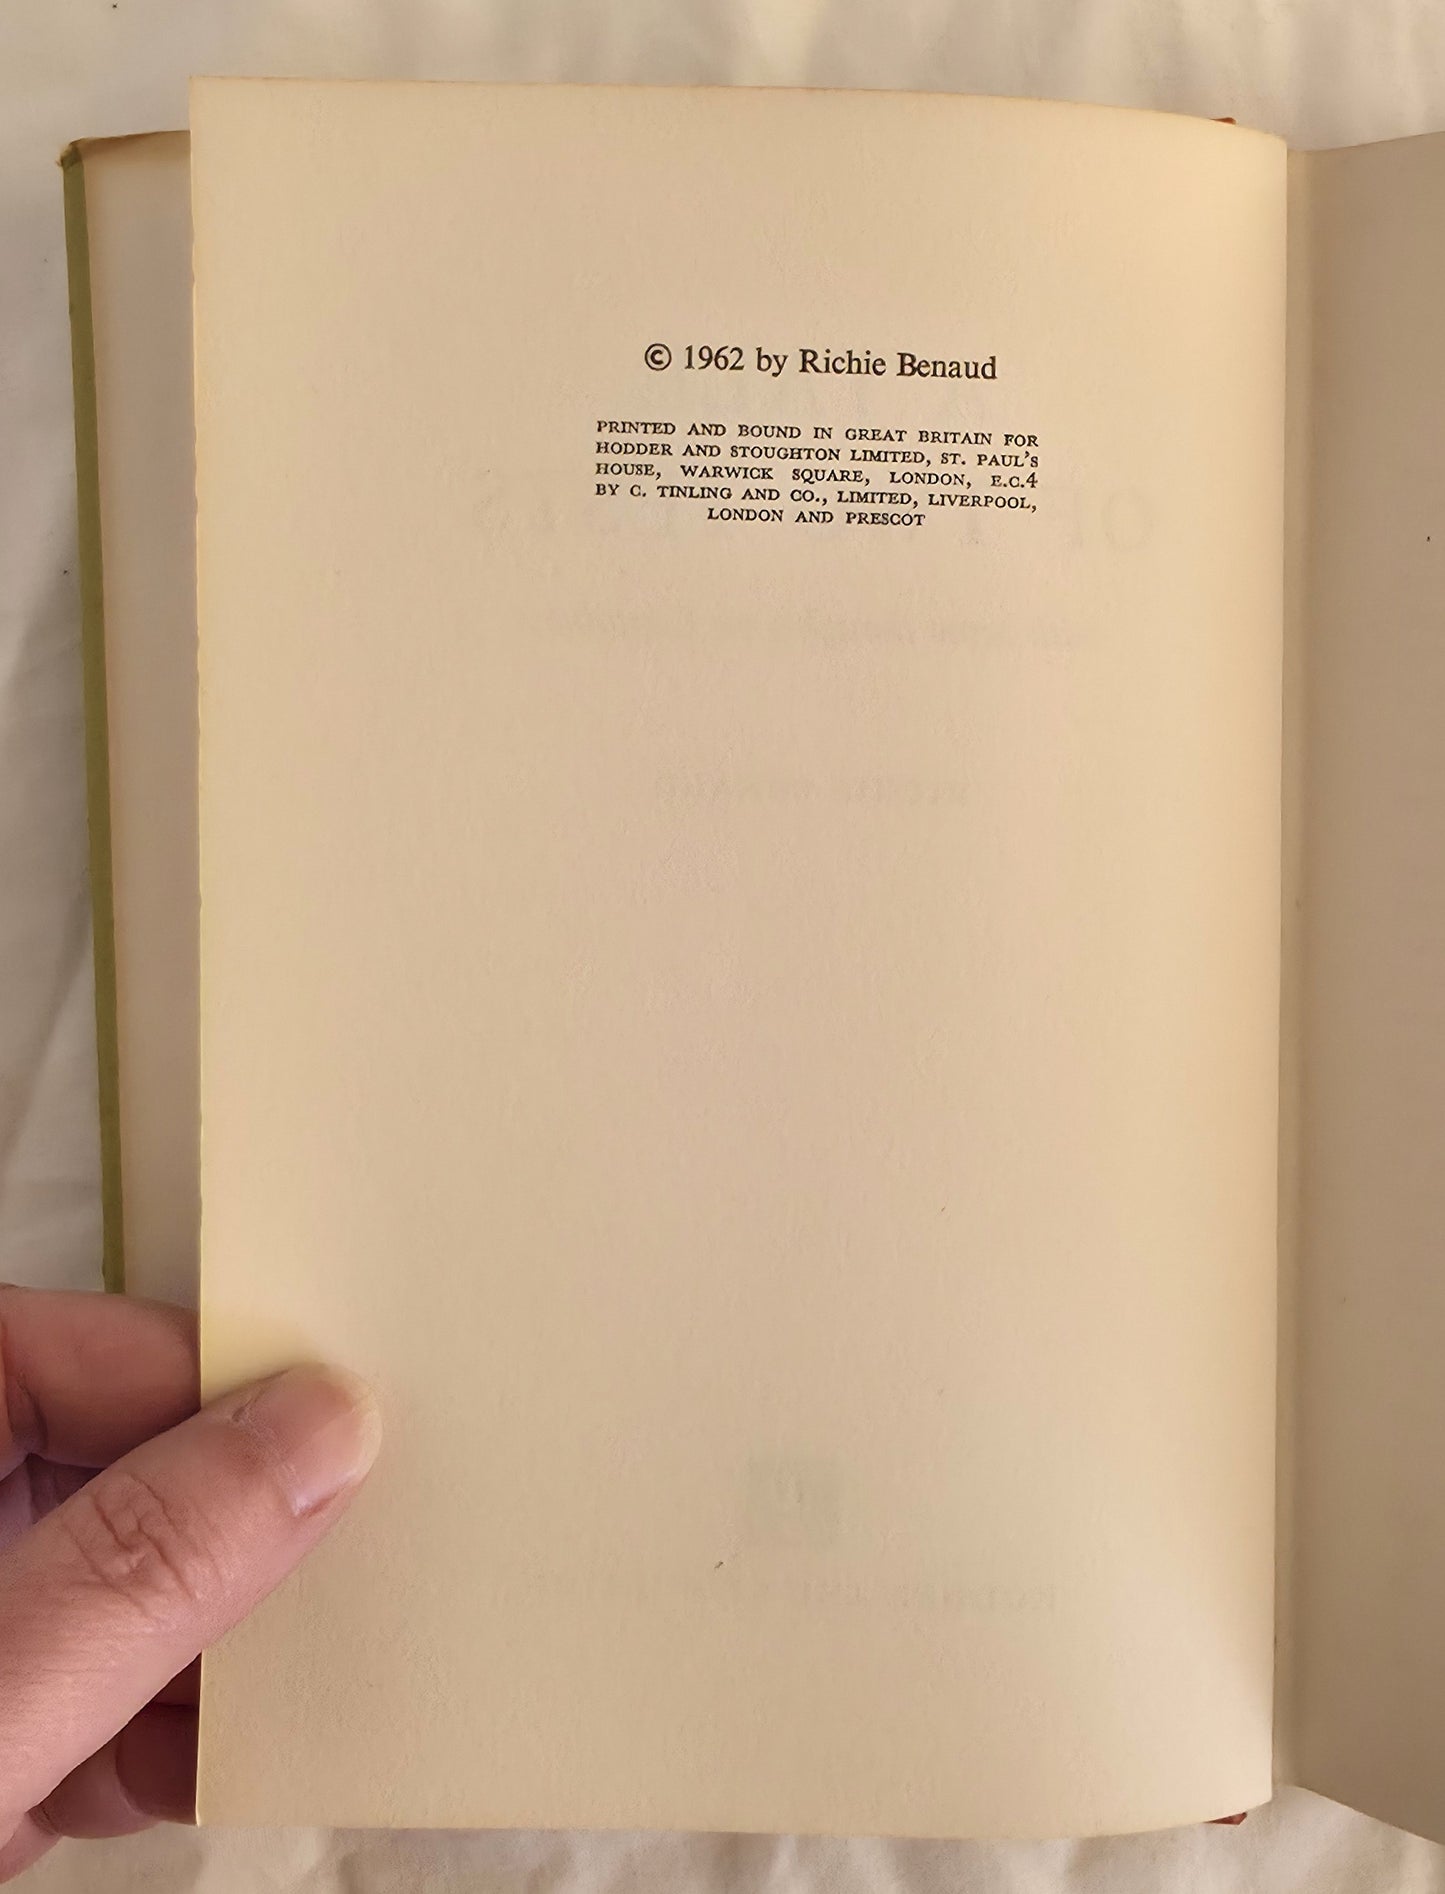 © 1962 by Richie Benaud
PRINTED AND BOUND IN GREAT BRITAIN FOR
HODDER AND STOUGHTON LIMITED, ST. PAUL'S
HOUSE, WARWICK SQUARE, LONDON, E.C.4
BY C. TINLING AND CO., LIMITED, LIVERPOOL,
LONDON AND PRESCOT